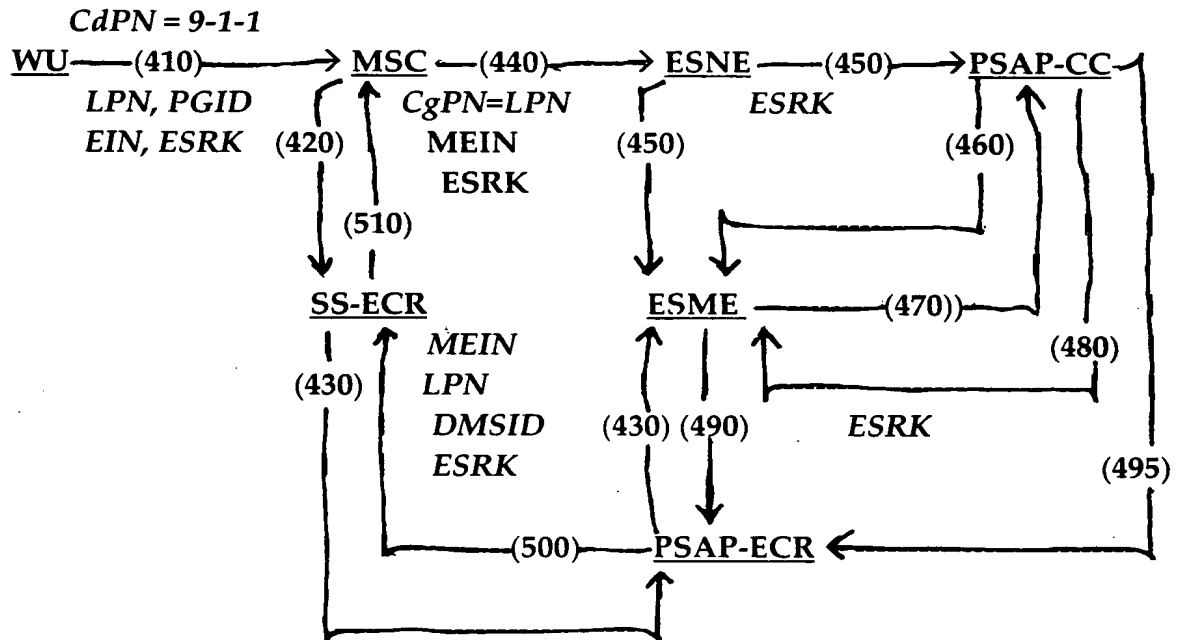 CdPN = 9-1-1
WU (410) MSC (440) ESNE (450) PSAP-CC
LPN, PGID CgPN=LPN ESRK
EIN, ESRK (420) MEIN (450) (460)
ESRK
(510)
SS-ECR ESME (470))
MEIN (480)
(430) LPN
DMSID (430) (490) ESRK
ESRK (495)
(500) PSAP-ECR